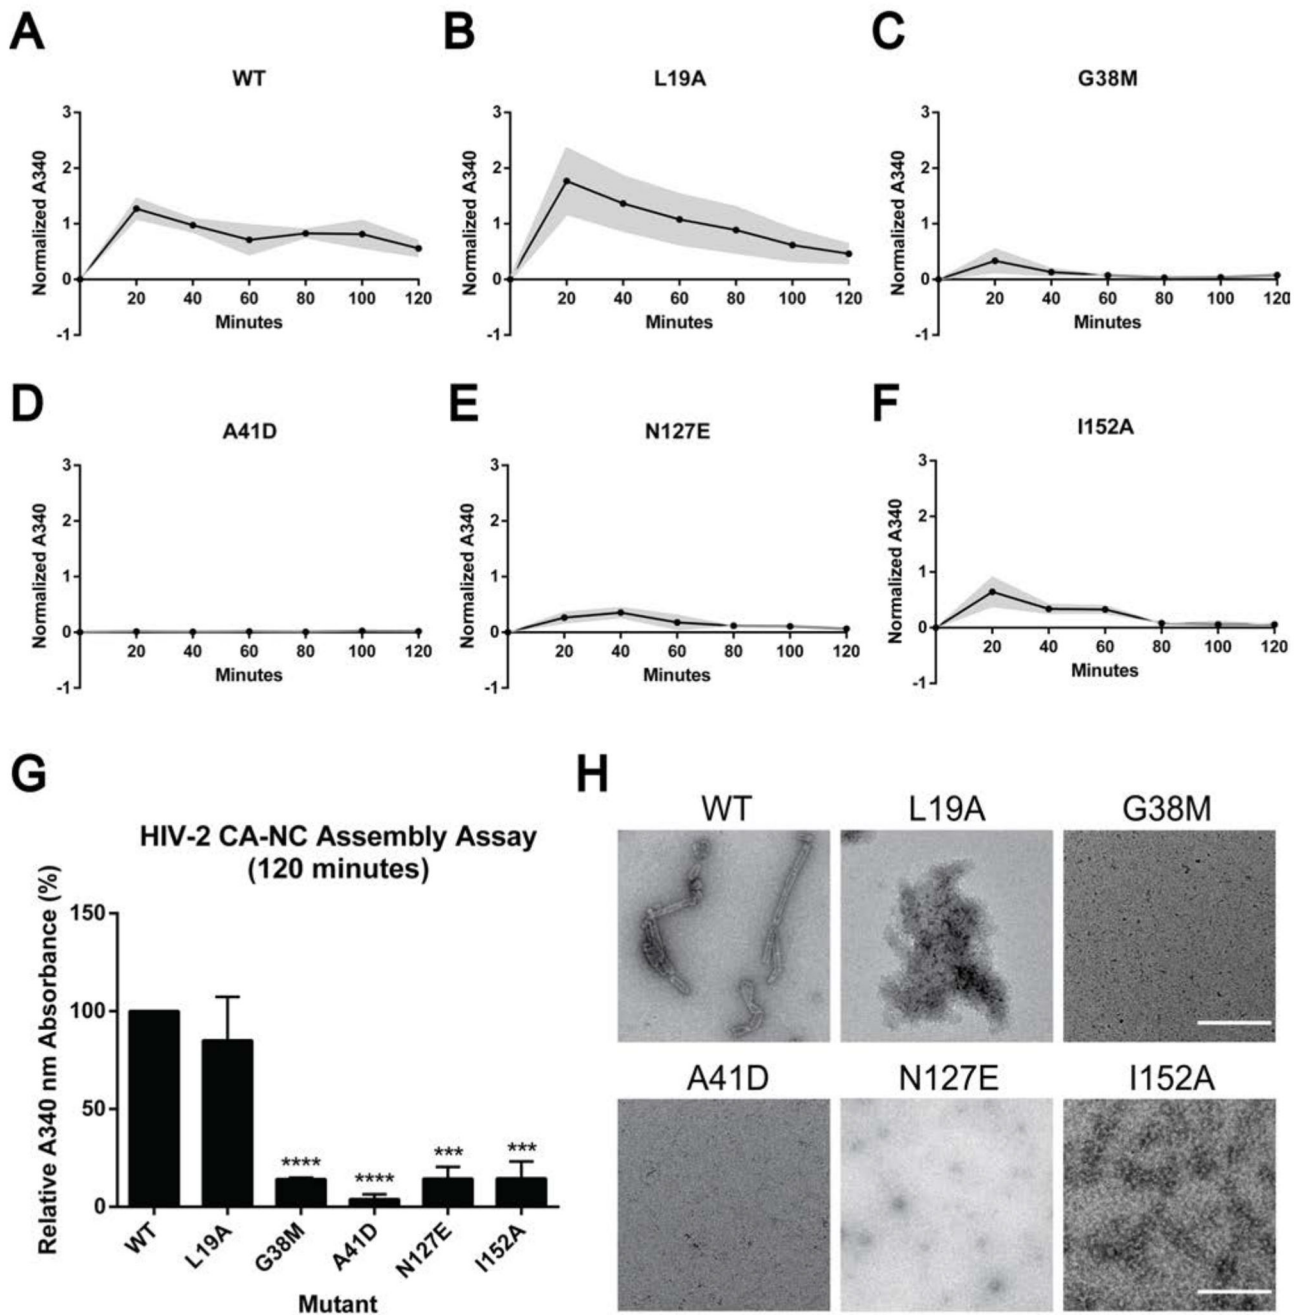 A
B
C
WT
L19A
G38M
Normalized A340
3
2
1
0
-1
20 40 60 80 100 120
Minutes
Normalized A340
3
2
1
0
-1
20 40 60 80 100 120
Minutes
Normalized A340
3
2
1
0
-1
20 40 60 80 100 120
Minutes
D
E
F
A41D
N127E
I152A
Normalized A340
3
2
1
0
-1
20 40 60 80 100 120
Minutes
Normalized A340
3
2
1
0
-1
20 40 60 80 100 120
Minutes
Normalized A340
3
2
1
0
-1
20 40 60 80 100 120
Minutes
G
HIV-2 CA-NC Assembly Assay
(120 minutes)
Relative A340 nm Absorbance (%)
150
100
50
0
****
****
***
***
WT
L19A
G38M
A41D
N127E
I152A
Mutant
H
WT
L19A
G38M
A41D
N127E
I152A